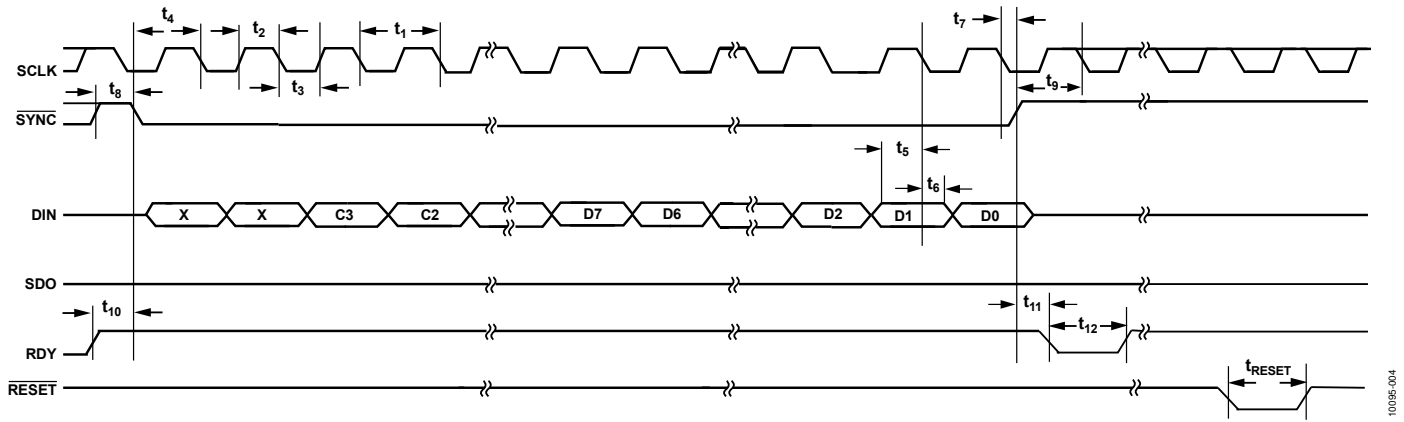 t4 t2 t1 t7
SCLK
t8 t3 t9
SYNC
t5
t6
DIN X X C3 C2 D7 D6 D2 D1 D0
SDO
t10 t11 t12
RDY
tRESET
RESET
10095-004